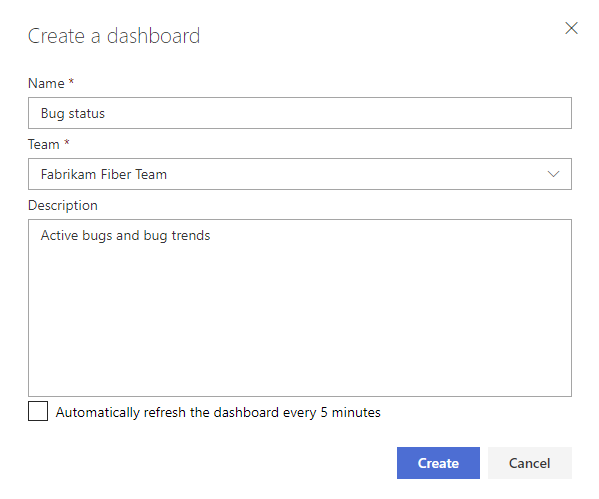 Create a dashboard
Name *
Bug status
Team *
Fabrikam Fiber Team
Description
Active bugs and bug trends
Automatically refresh the dashboard every 5 minutes
Create Cancel